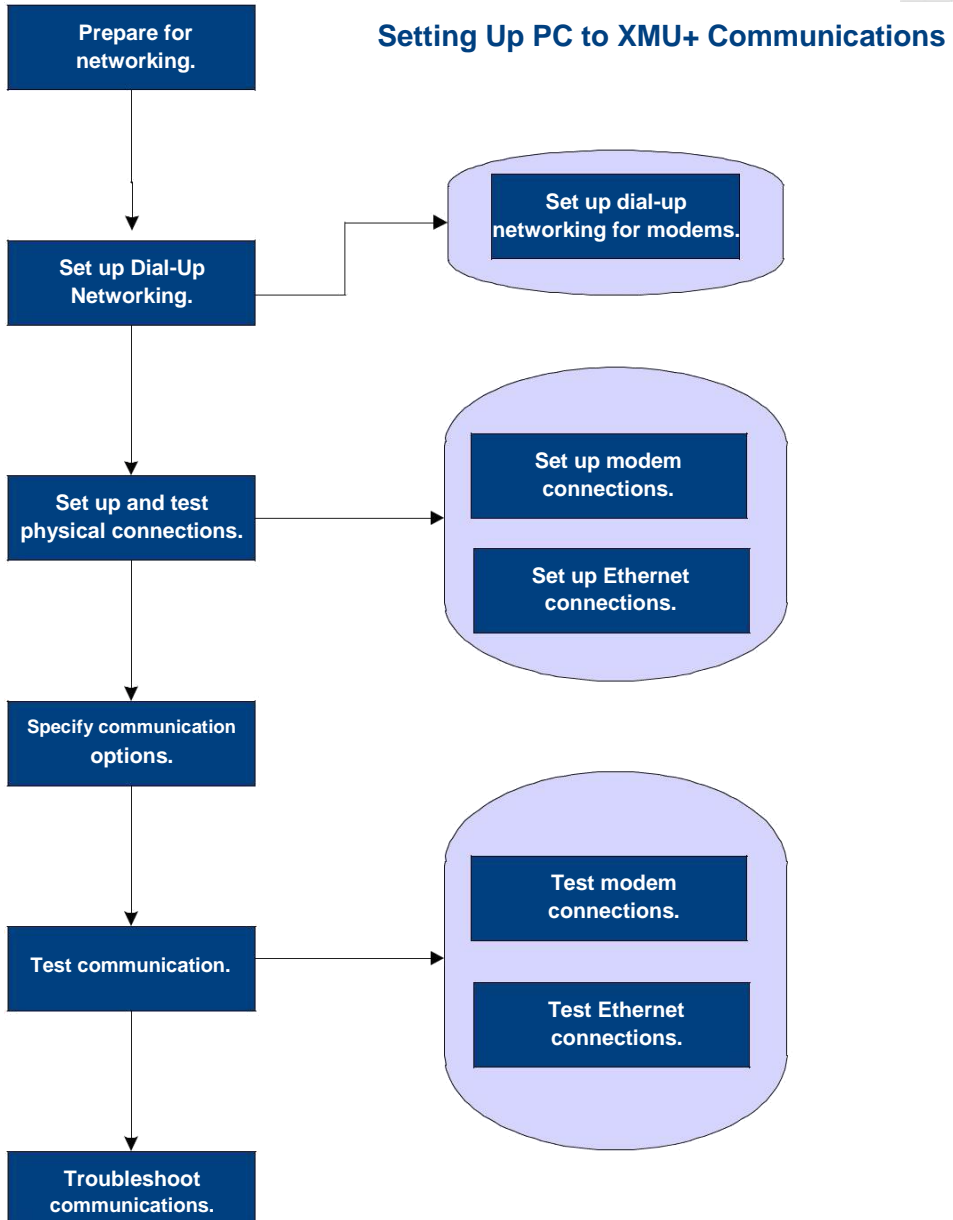 Setting Up PC to XMU+ Communications
Prepare for
networking.
Set up dial-up
networking for modems.
Set up Dial-Up
Networking.
Set up modem
connections.
Set up and test
physical connections.
Set up Ethernet
connections.
Specify communication
options.
Test modem
connections.
Test communication.
Test Ethernet
connections.
Troubleshoot
communications.